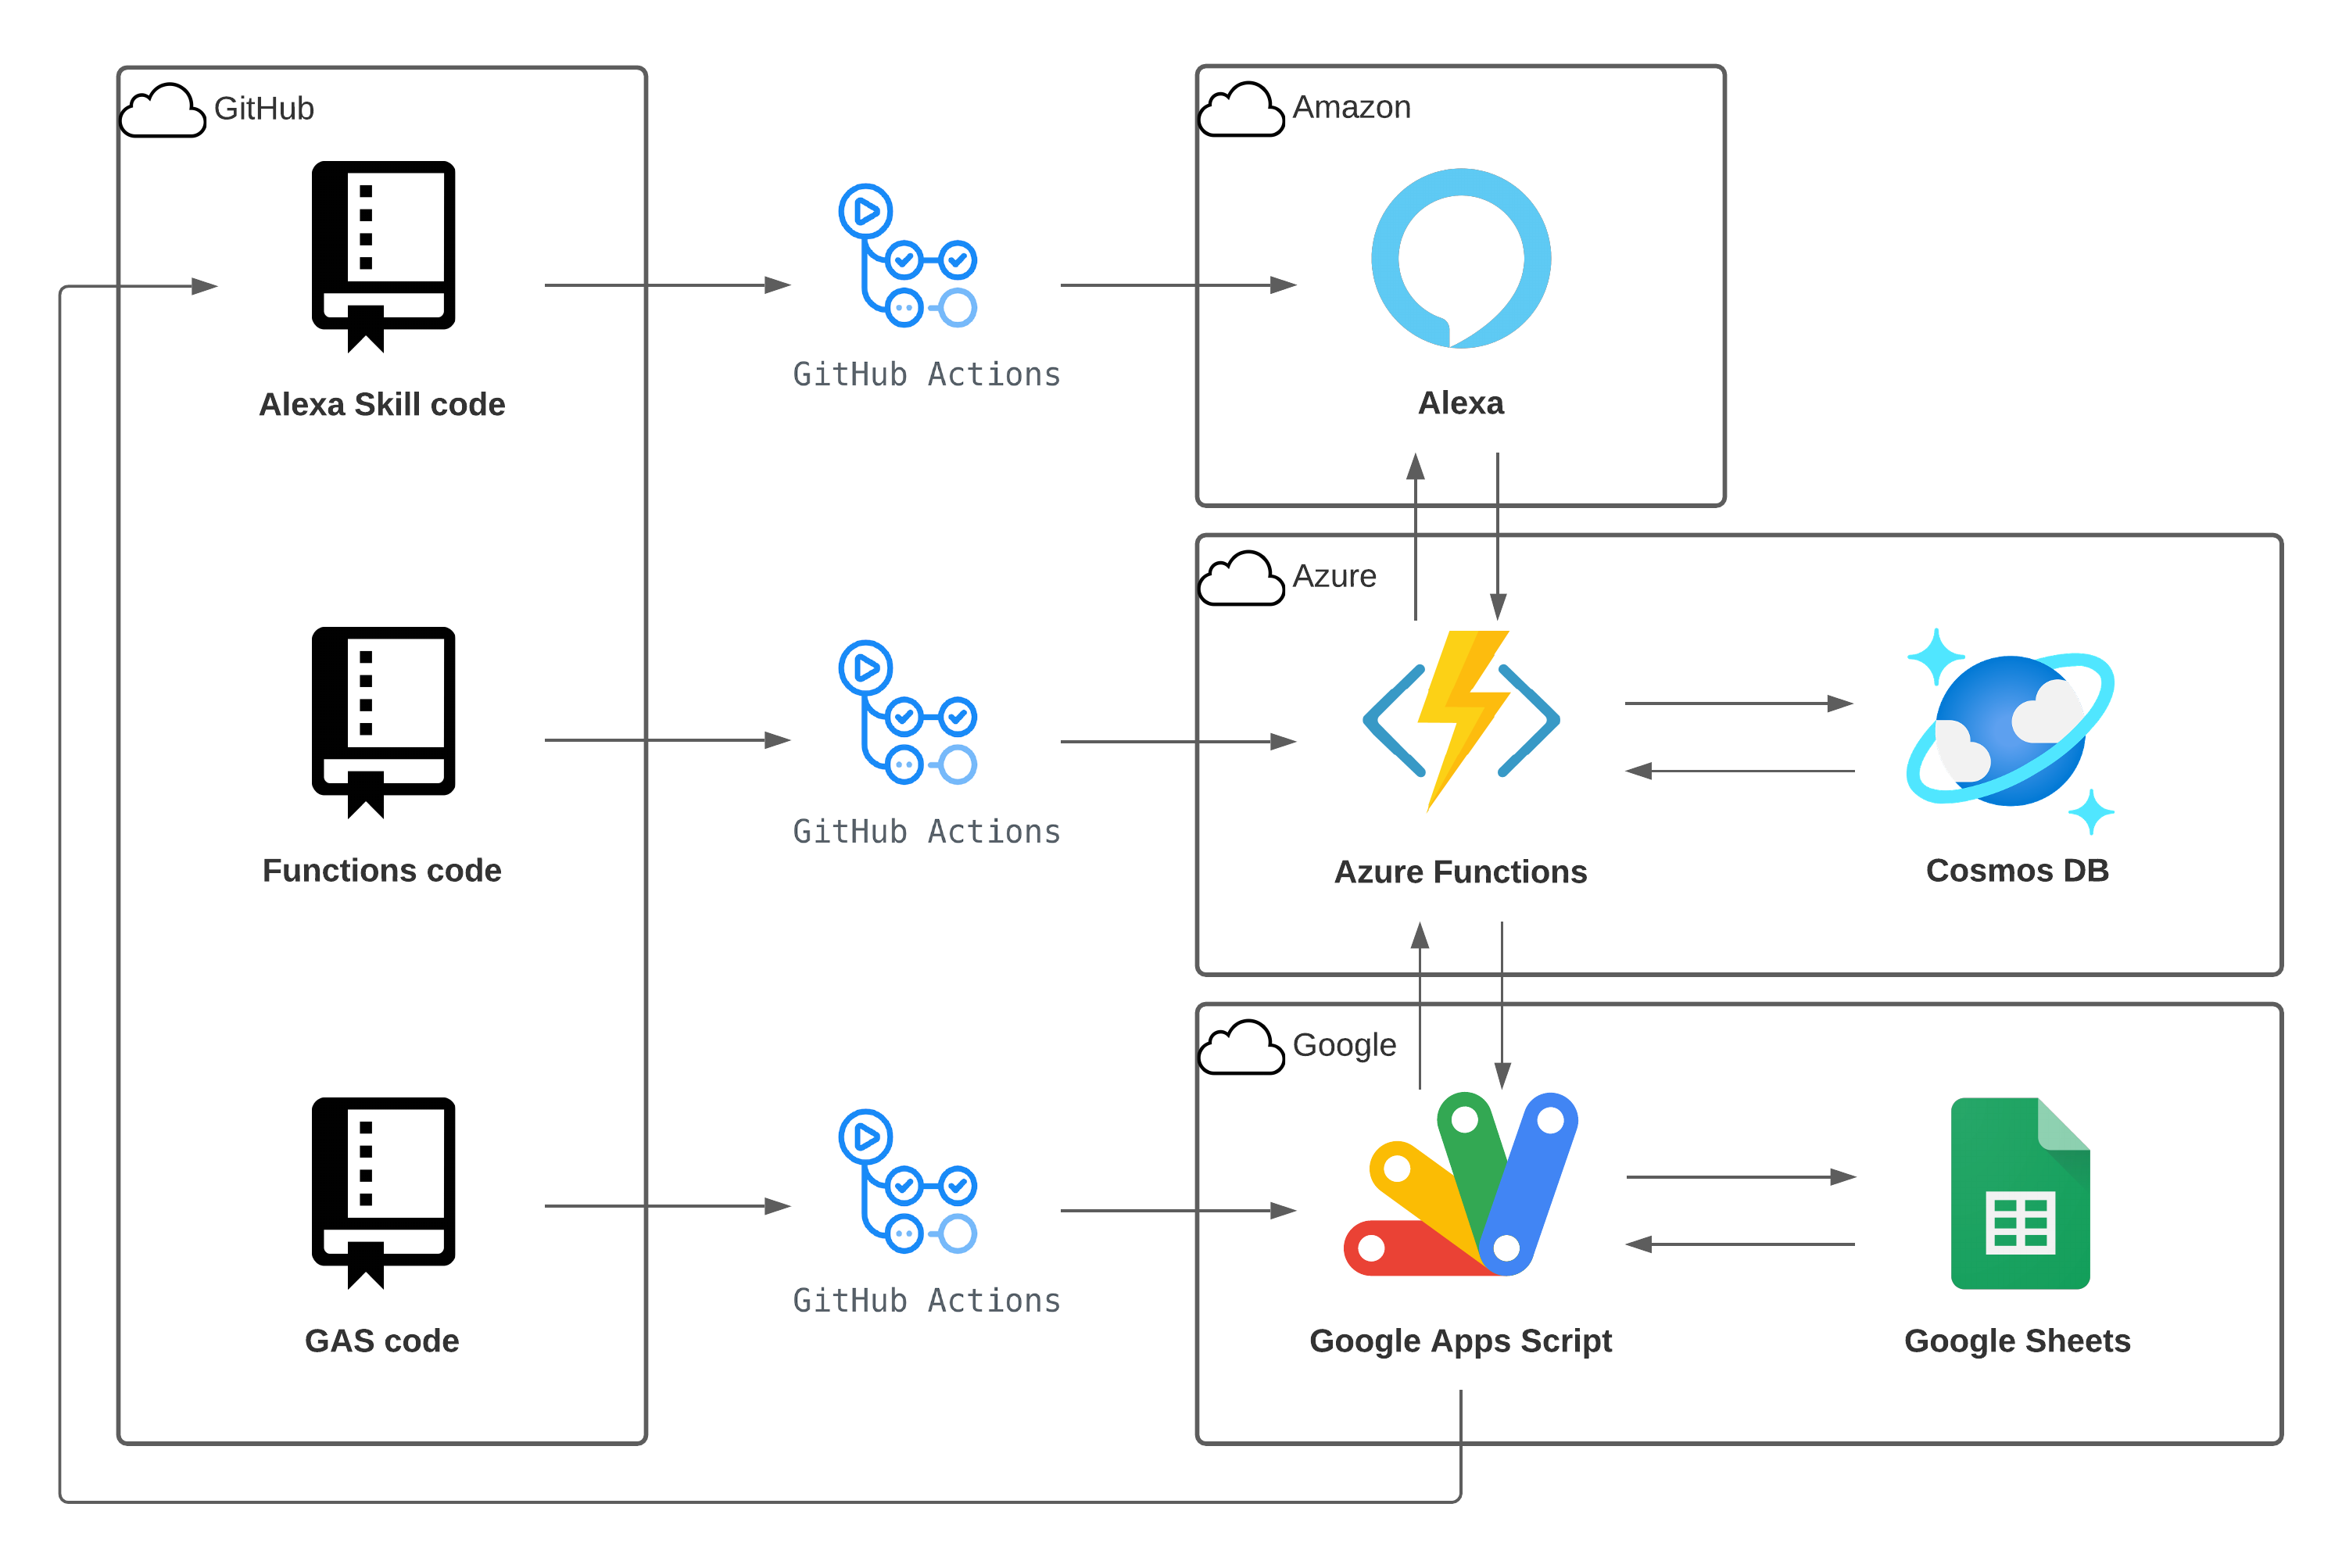 GitHub
Amazon
Alexa Skill code
GitHub Actions
Alexa
Azure
Functions code
GitHub Actions
Azure Functions
Cosmos DB
Google
GAS code
GitHub Actions
Google Apps Script
Google Sheets